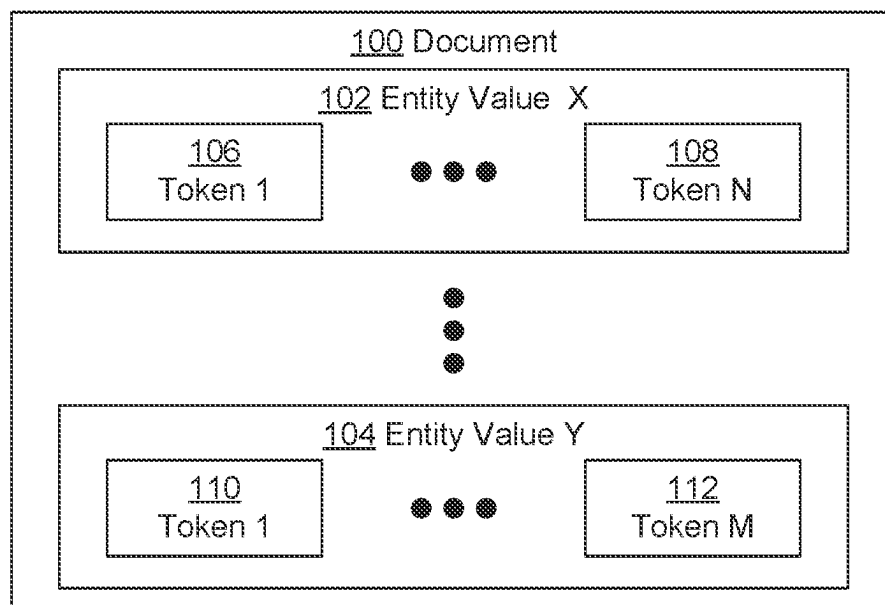 100 Document
102 Entity Value X
106
Token 1
108
Token N
104 Entity Value Y
110
Token 1
112
Token M